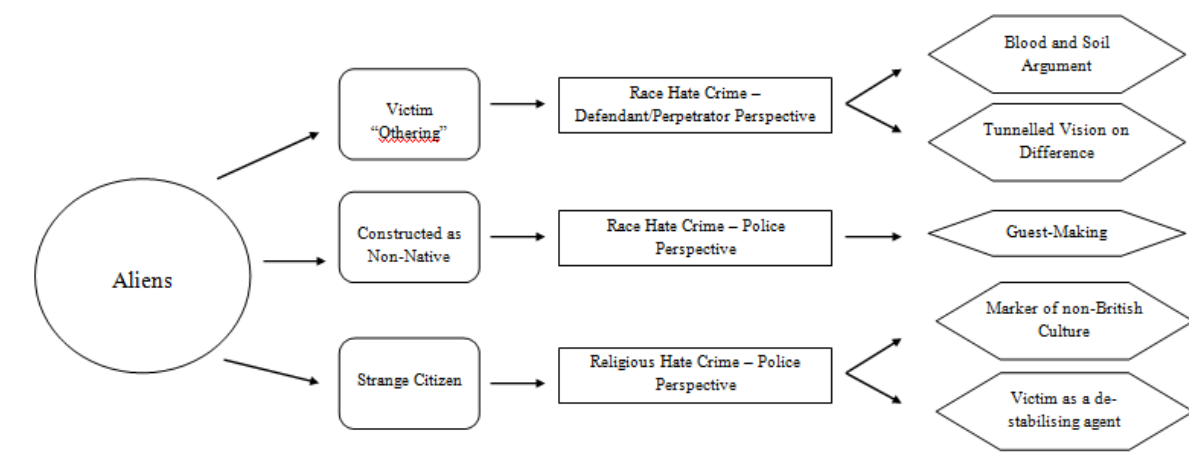 Aliens
Victim
“Othering”
Race Hate Crime –
Defendant/Perpetrator Perspective
Blood and Soil
Argument
Tunnelled Vision on
Difference
Constructed as
Non-Native
Race Hate Crime – Police
Perspective
Guest-Making
Strange Citizen
Religious Hate Crime – Police
Perspective
Marker of non-British
Culture
Victim as a de-
stabilising agent